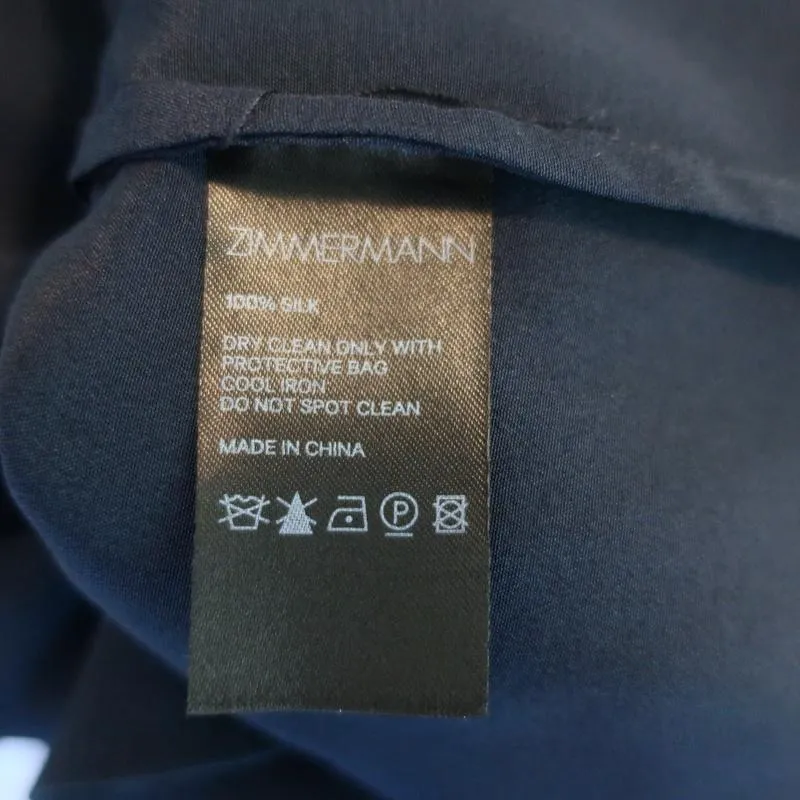 ZIMMERMANN
100% SILK
DRY CLEAN ONLY WITH
PROTECTIVE BAG
COOL IRON
DO NOT SPOT CLEAN
MADE IN CHINA
P